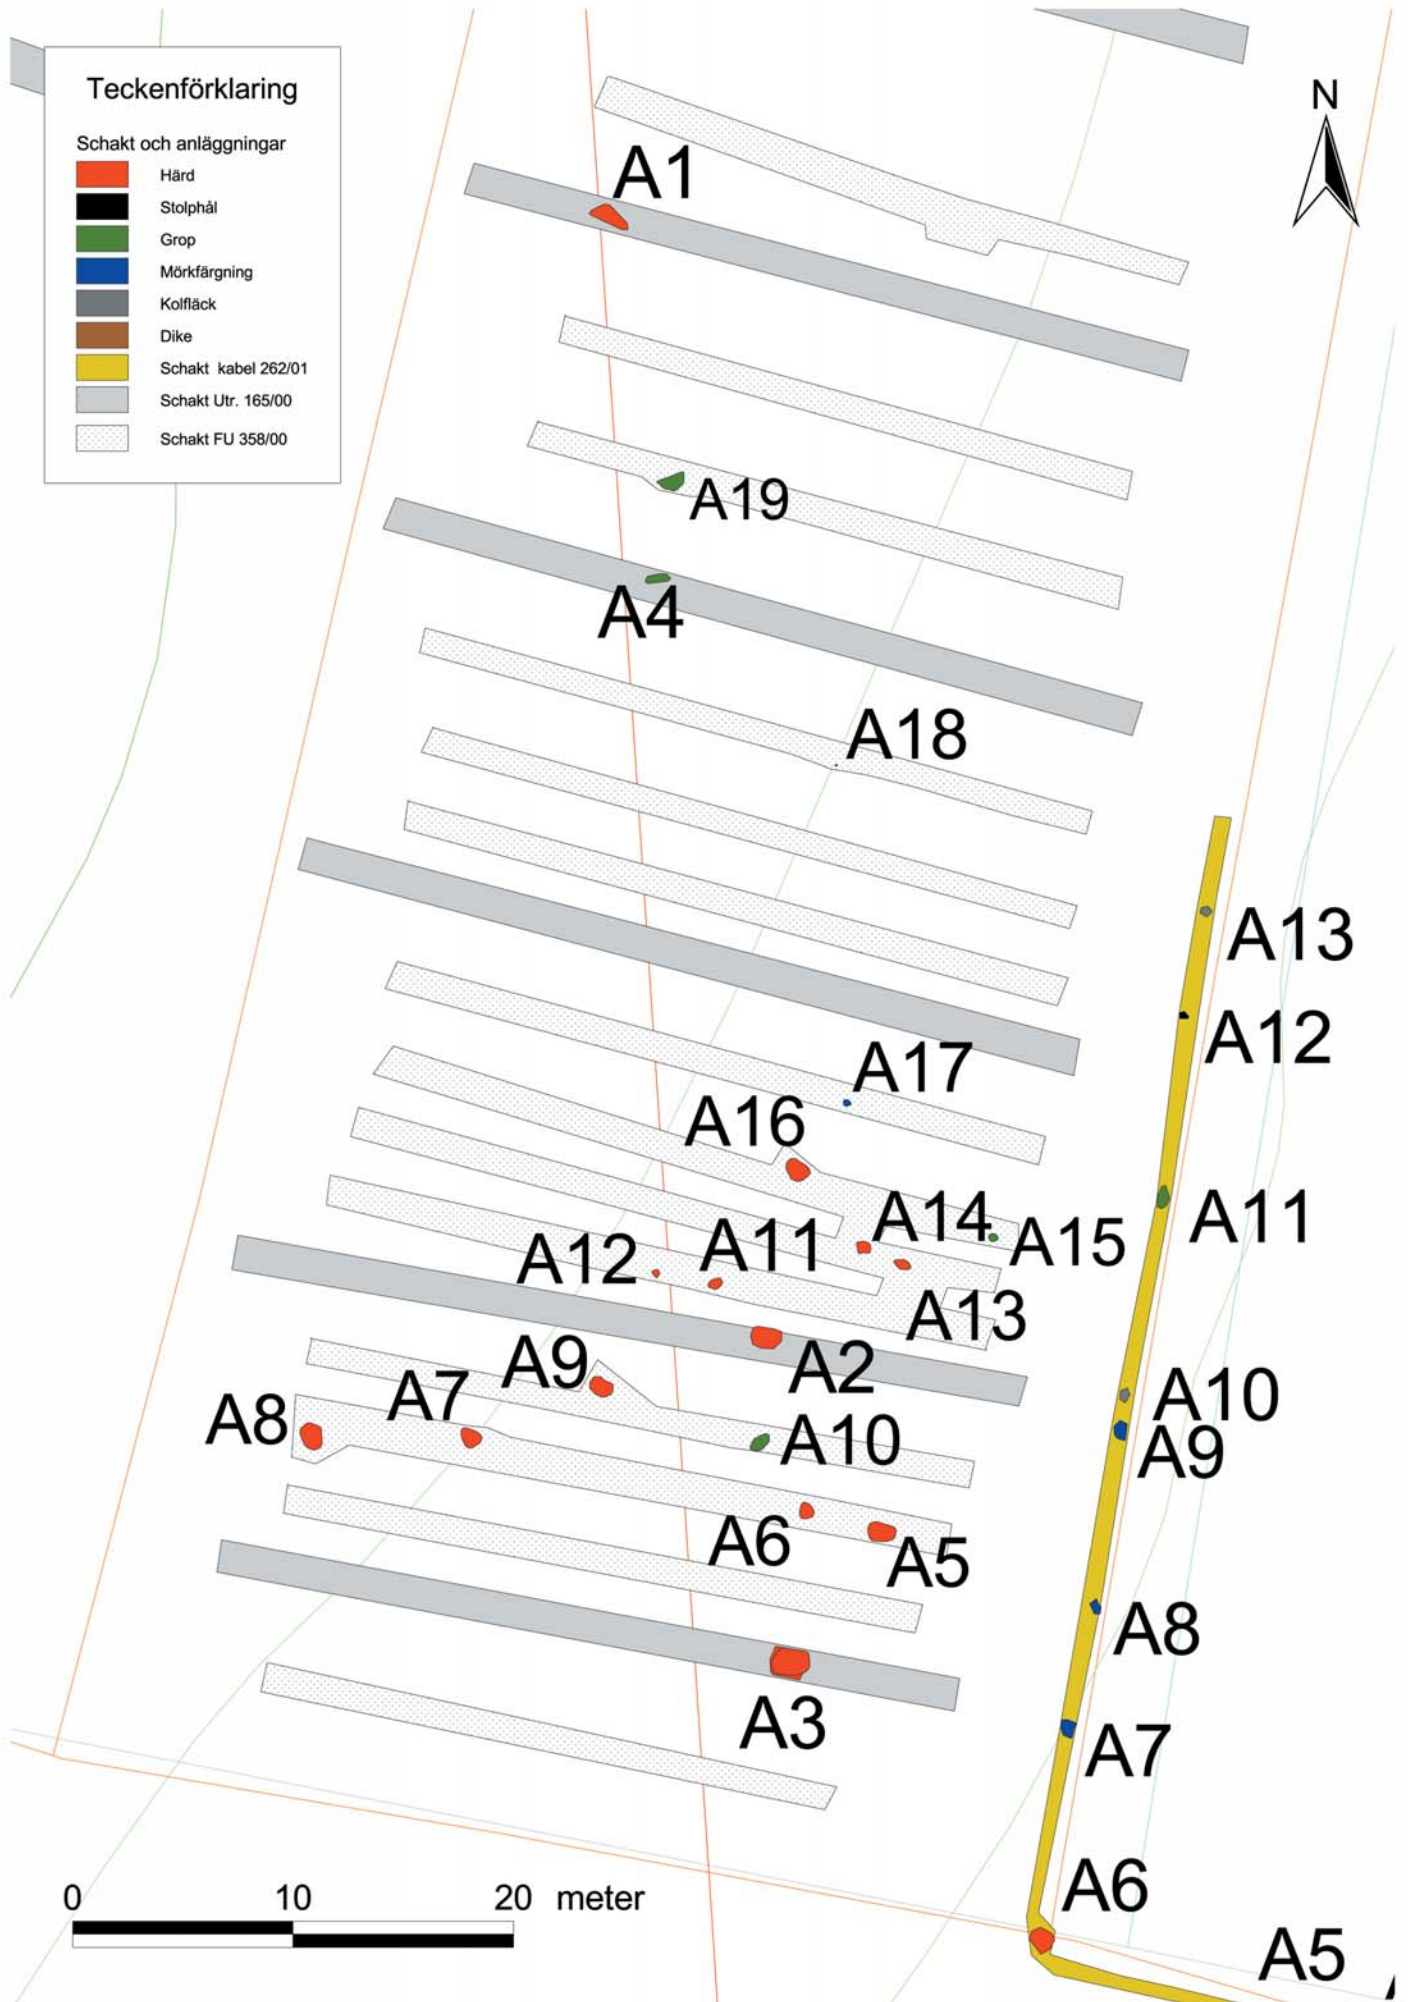 Teckenförklaring
Schakt och anläggningar
Härd
Stolphål
Grop
Mörkfärgning
Kolfläck
Dike
Schakt kabel 262/01
Schakt Utr. 165/00
Schakt FU 358/00
N
A1
A19
A4
A18
A13
A12
A17
A16
A11
A14
A15
A11
A12
A13
A2
A9
A10
A7
A8
A10
A9
A6
A5
A8
A3
A7
A6
0 10 20 meter
A5